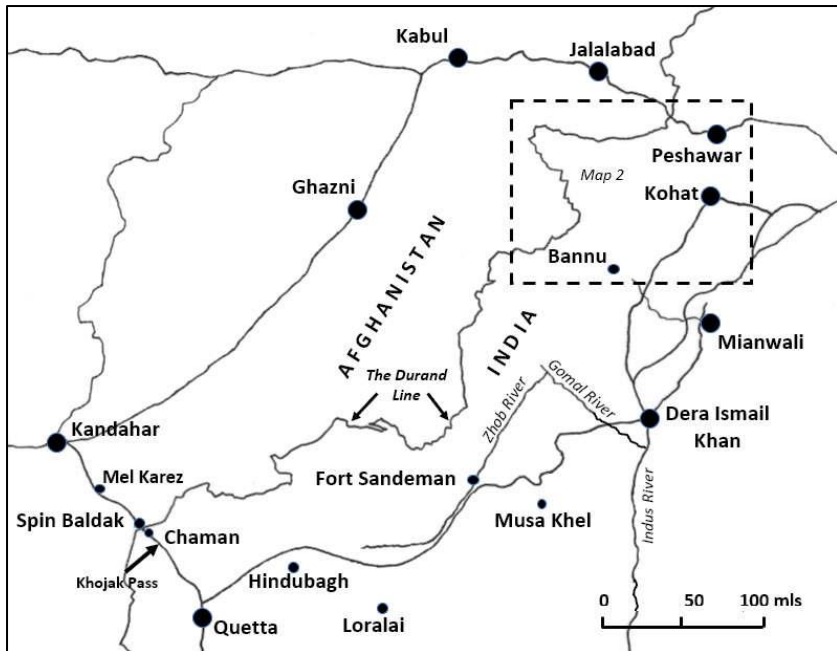 Kabul
Jalalabad
Peshawar
Map 2
Ghazni
Kohat
Bannu
AFGHANISTAN
INDIA
Mianwali
The Durand
Line
Zhob River
Gomal River
Kandahar
Dera Ismail
Khan
Mel Karez
Fort Sandeman
Spin Baldak
Musa Khel
Indus River
Chaman
Khojak Pass
Hindubagh
Quetta
Loralai
0 50 100 mls